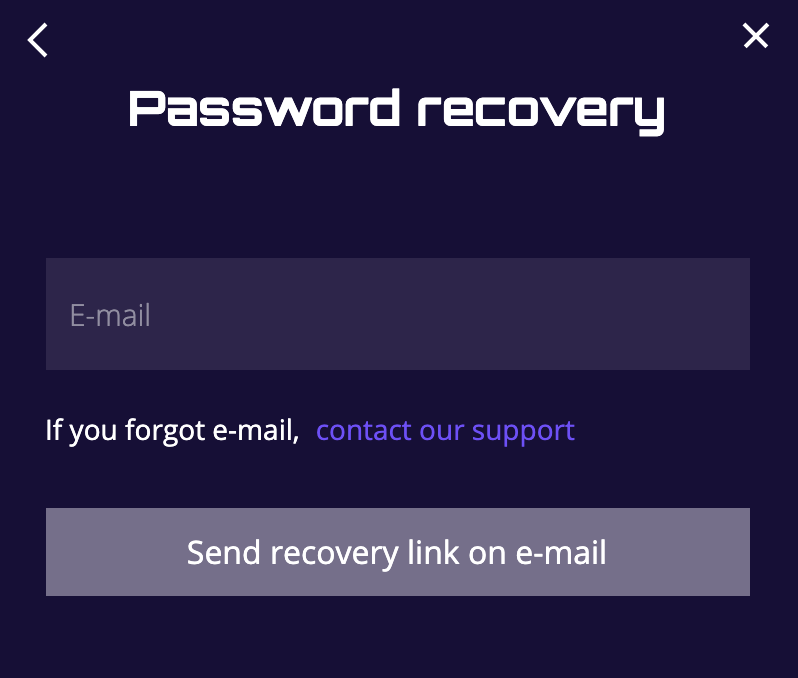 Password recovery
E-mail
If you forgot e-mail, contact our support
Send recovery link on e-mail